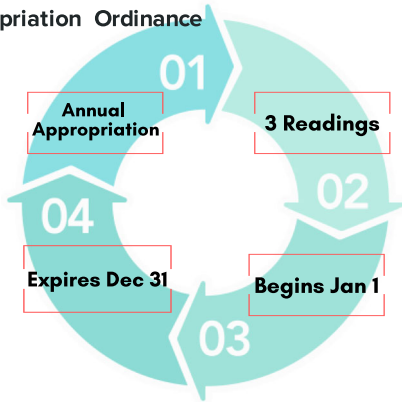 priation Ordinance
01
Annual
Appropriation
3 Readings
02
04
Expires Dec 31
Begins Jan 1
03